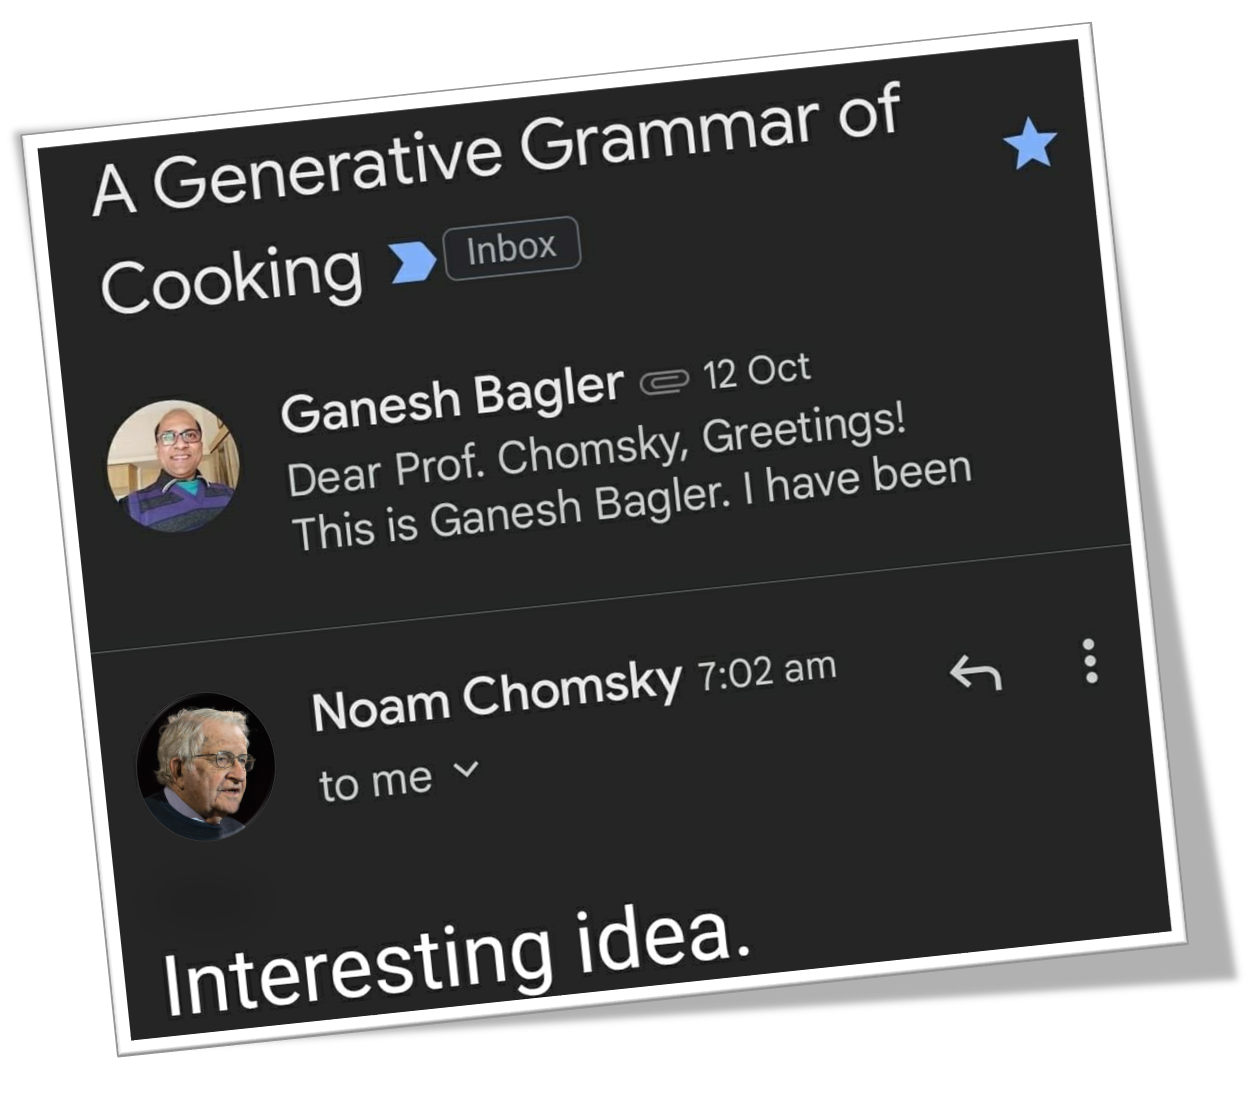 A Generative Grammar of
Cooking Inbox
Ganesh Bagler 12 Oct
Dear Prof. Chomsky, Greetings!
This is Ganesh Bagler. I have been
Noam Chomsky 7:02 am
to me
Interesting idea.